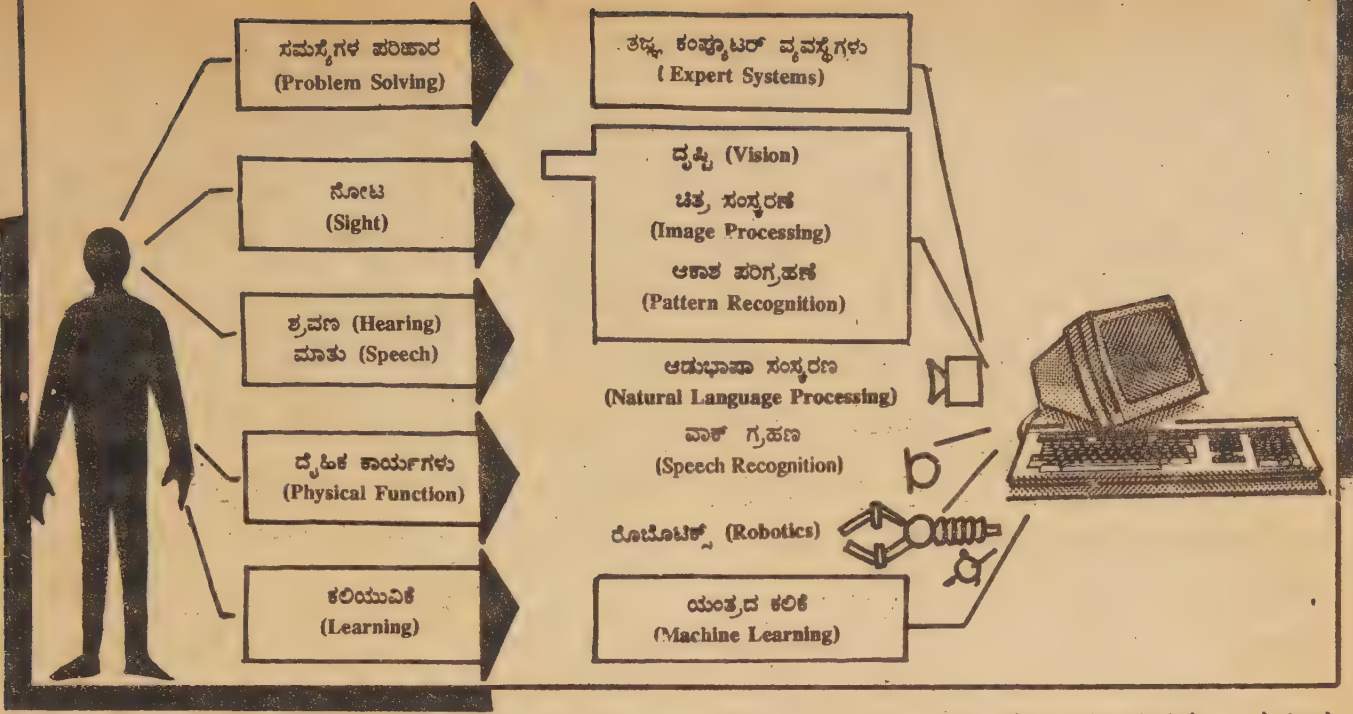 ಸಮಸ್ಯೆಗಳ ಪರಿಹಾರ
(Problem Solving)
ನೋಟ
(Sight)
ಶ್ರವಣ (Hearing)
ಮಾತು (Speech)
ದೈಹಿಕ ಕಾರ್ಯಗಳು
(Physical Function)
ಕಲಿಯುವಿಕೆ
(Learning)
ತಜ್ಞ ಕಂಪ್ಯೂಟರ್ ವ್ಯವಸ್ಥೆಗಳು
(Expert Systems)
ದೃಷ್ಟಿ (Vision)
ಚಿತ್ರ ಸಂಸ್ಕರಣೆ
(Image Processing)
ಆಕಾಶ ಪರಿಗ್ರಹಣೆ
(Pattern Recognition)
ಆಡುಭಾಷಾ ಸಂಸ್ಕರಣ
(Natural Language Processing)
ವಾಕ್ ಗ್ರಹಣ
(Speech Recognition)
ರೊಬೊಟಿಕ್ಸ್ (Robotics)
ಯಂತ್ರದ ಕಲಿಕೆ
(Machine Learning)